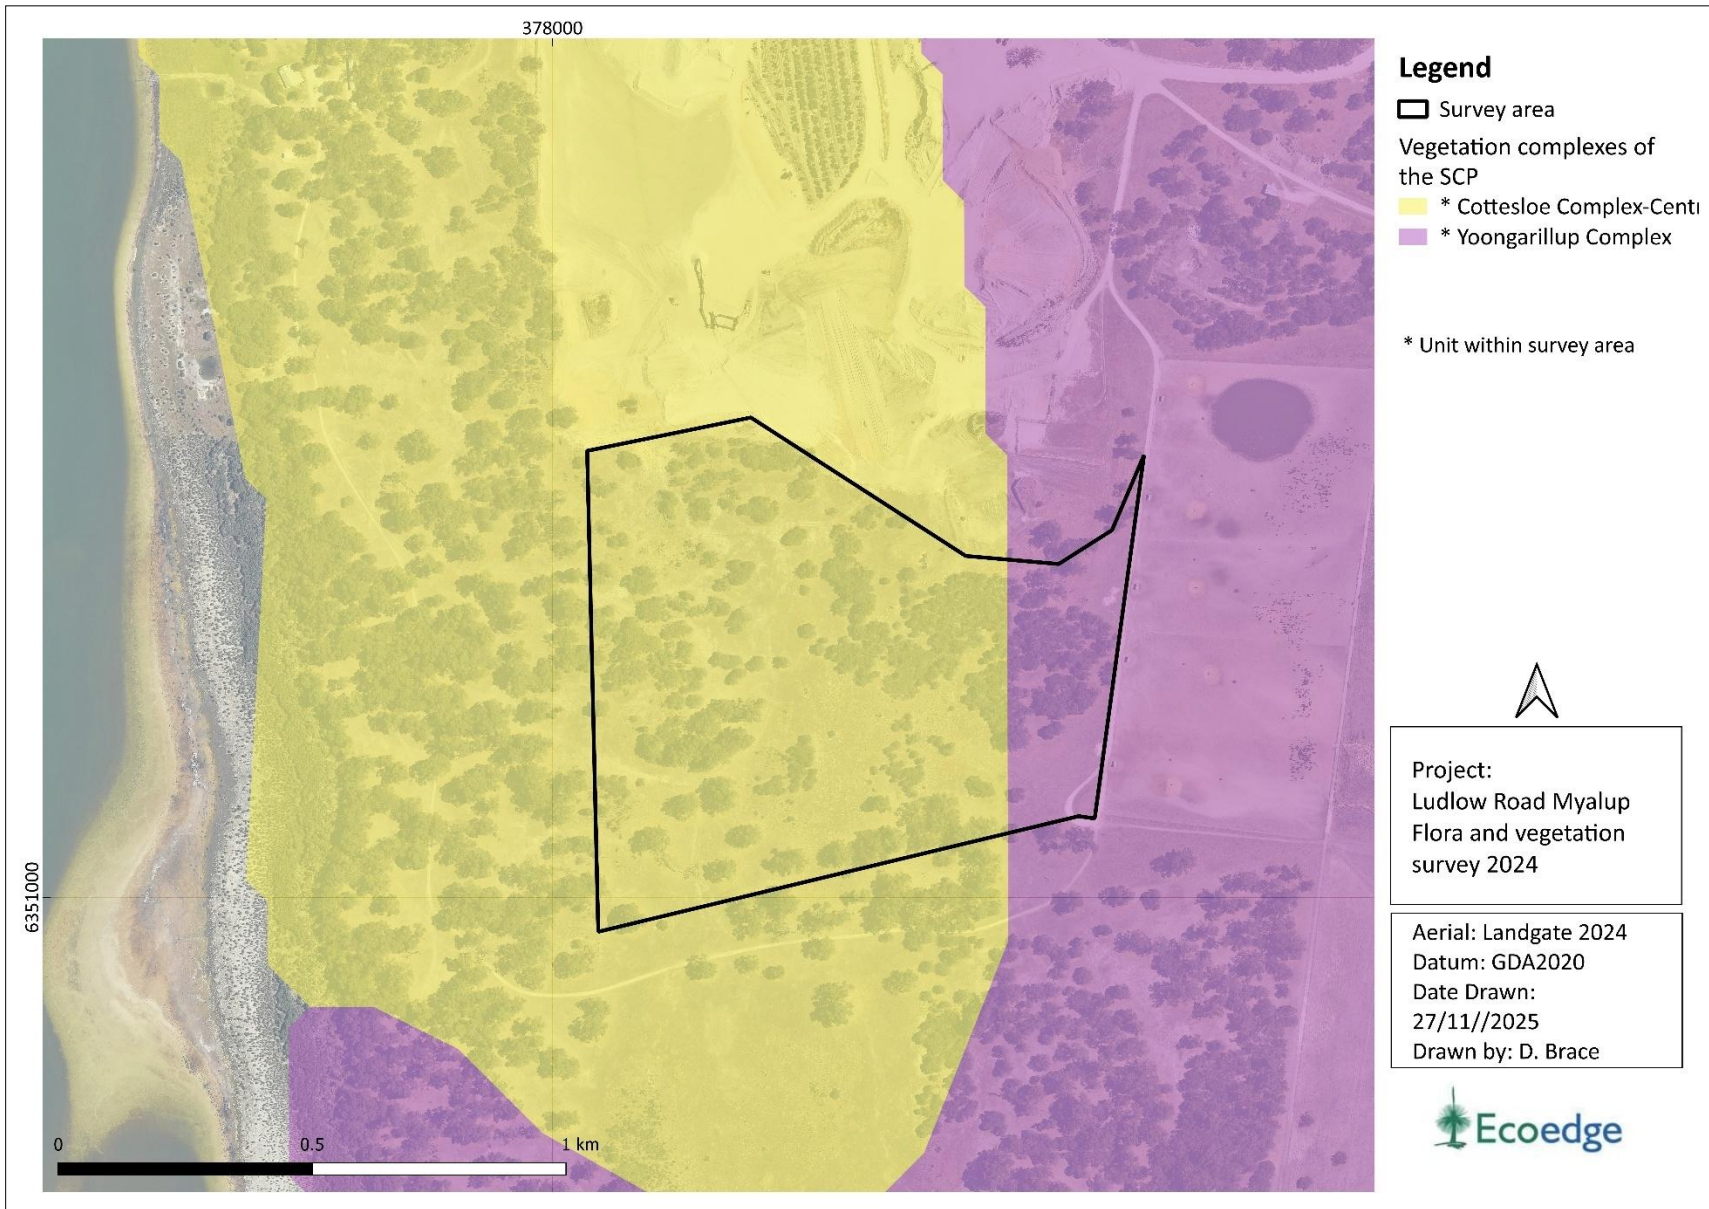 378000
6351000
Legend
Survey area
Vegetation complexes of
the SCP
* Cottesloe Complex-Centr
* Yoongarillup Complex
* Unit within survey area
Project:
Ludlow Road Myalup
Flora and vegetation
survey 2024
Aerial: Landgate 2024
Datum: GDA2020
Date Drawn:
27/11//2025
Drawn by: D. Brace
Ecoedge
0 0.5 1 km